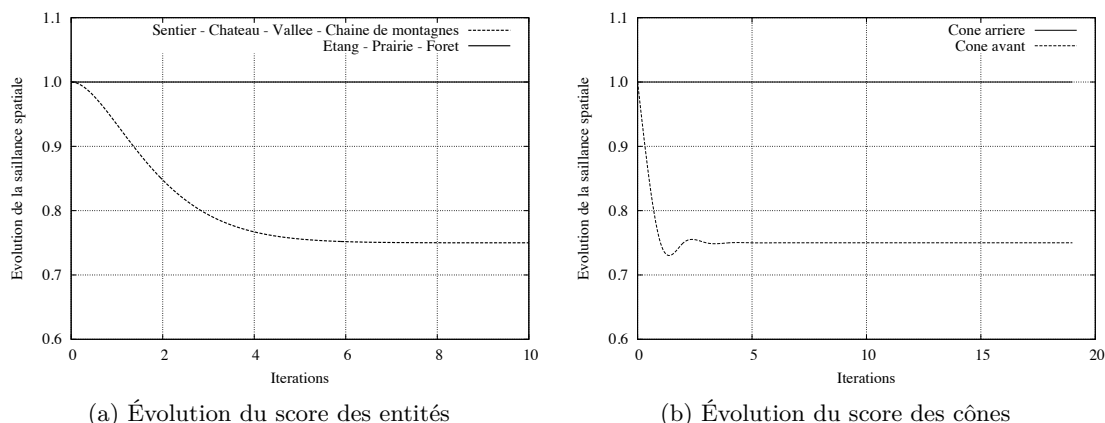 1.1
1.0
0.9
0.8
0.7
0.6
Evolution de la saillance spatiale
Sentier - Chateau - Vallee - Chaine de montagnes
Etang - Prairie - Foret
0 2 4 6 8 10
Iterations
(a) Évolution du score des entités
1.1
1.0
0.9
0.8
0.7
0.6
Evolution de la saillance spatiale
Cone arriere
Cone avant
0 5 10 15 20
Iterations
(b) Évolution du score des cônes